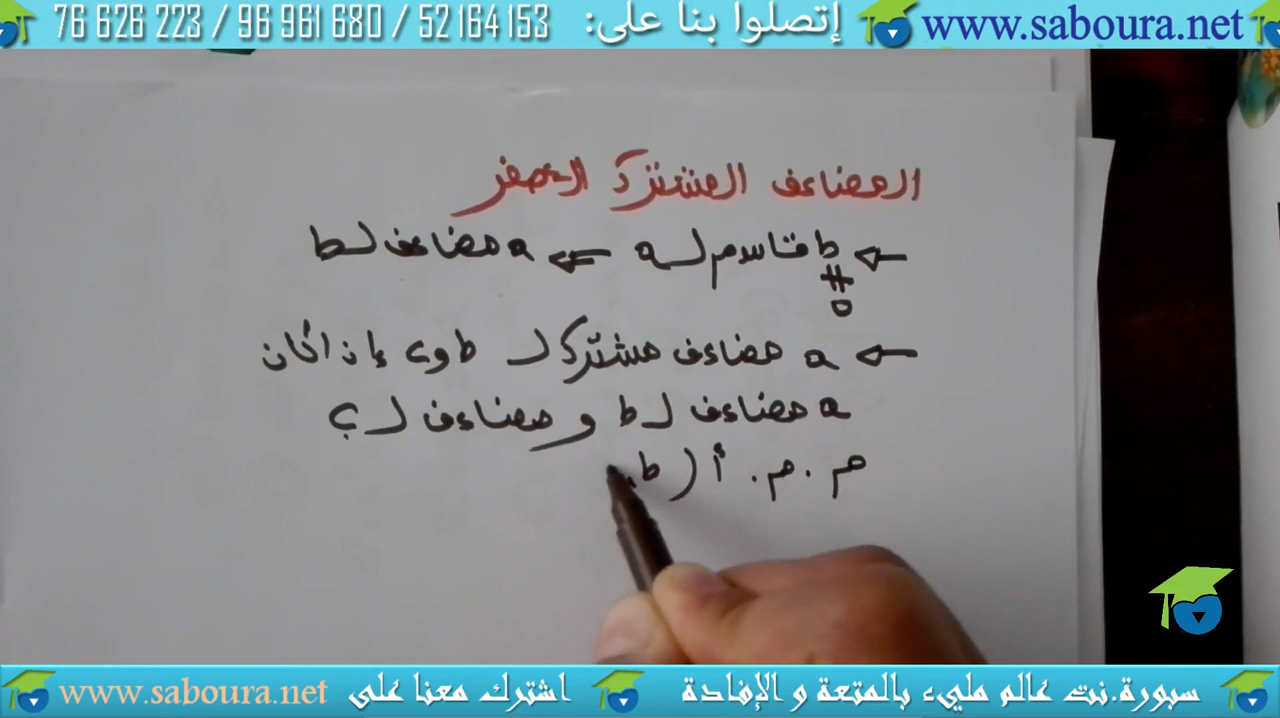 76 626 223 / 96 961 680 / 52 164 153 إتصلوا بنا على: www.saboura.net
المضاعف المشترك الأصغر
b قاسم لـ a ⇐ a مضاعف لـ b
≠
0
a مضاعف مشترك لـ b و c إذا كان
a مضاعف لـ b و مضاعف لـ c
م.م.أ (b,
سبورة.نت عالم مليء بالمتعة و الإفادة اشترك معنا على www.saboura.net